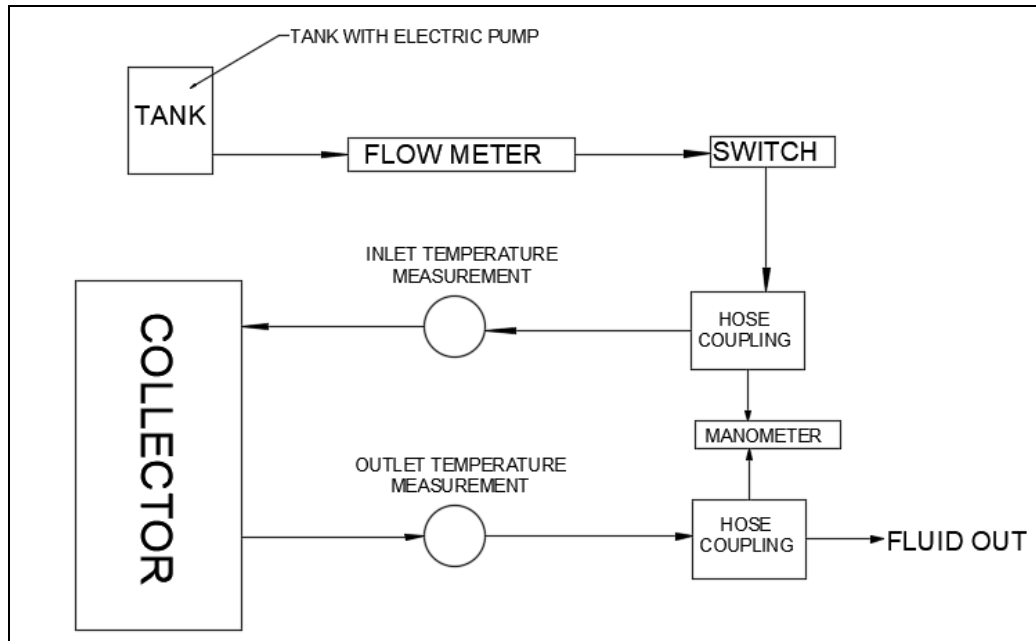 TANK WITH ELECTRIC PUMP
TANK
FLOW METER
SWITCH
INLET TEMPERATURE
MEASUREMENT
HOSE
COUPLING
COLLECTOR
MANOMETER
OUTLET TEMPERATURE
MEASUREMENT
HOSE
COUPLING
FLUID OUT